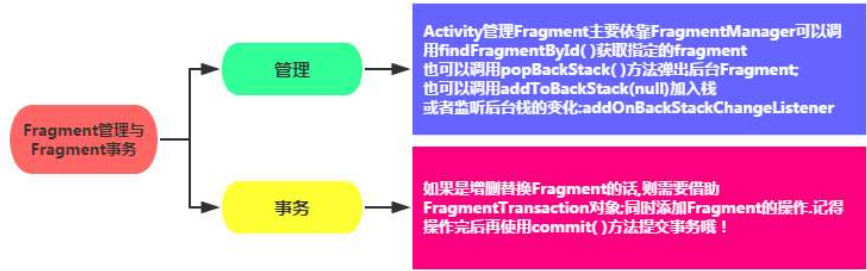 Fragment管理与
Fragment事务
管理
Activity管理Fragment主要依靠FragmentManager可以调
用findFragmentById( )获取指定的fragment
也可以调用popBackStack( )方法弹出后台Fragment;
也可以调用addToBackStack(null)加入栈
或者监听后台栈的变化:addOnBackStackChangeListener
事务
如果是增删替换Fragment的话,则需要借助
FragmentTransaction对象;同时添加Fragment的操作.记得
操作完后再使用commit( )方法提交事务哦！